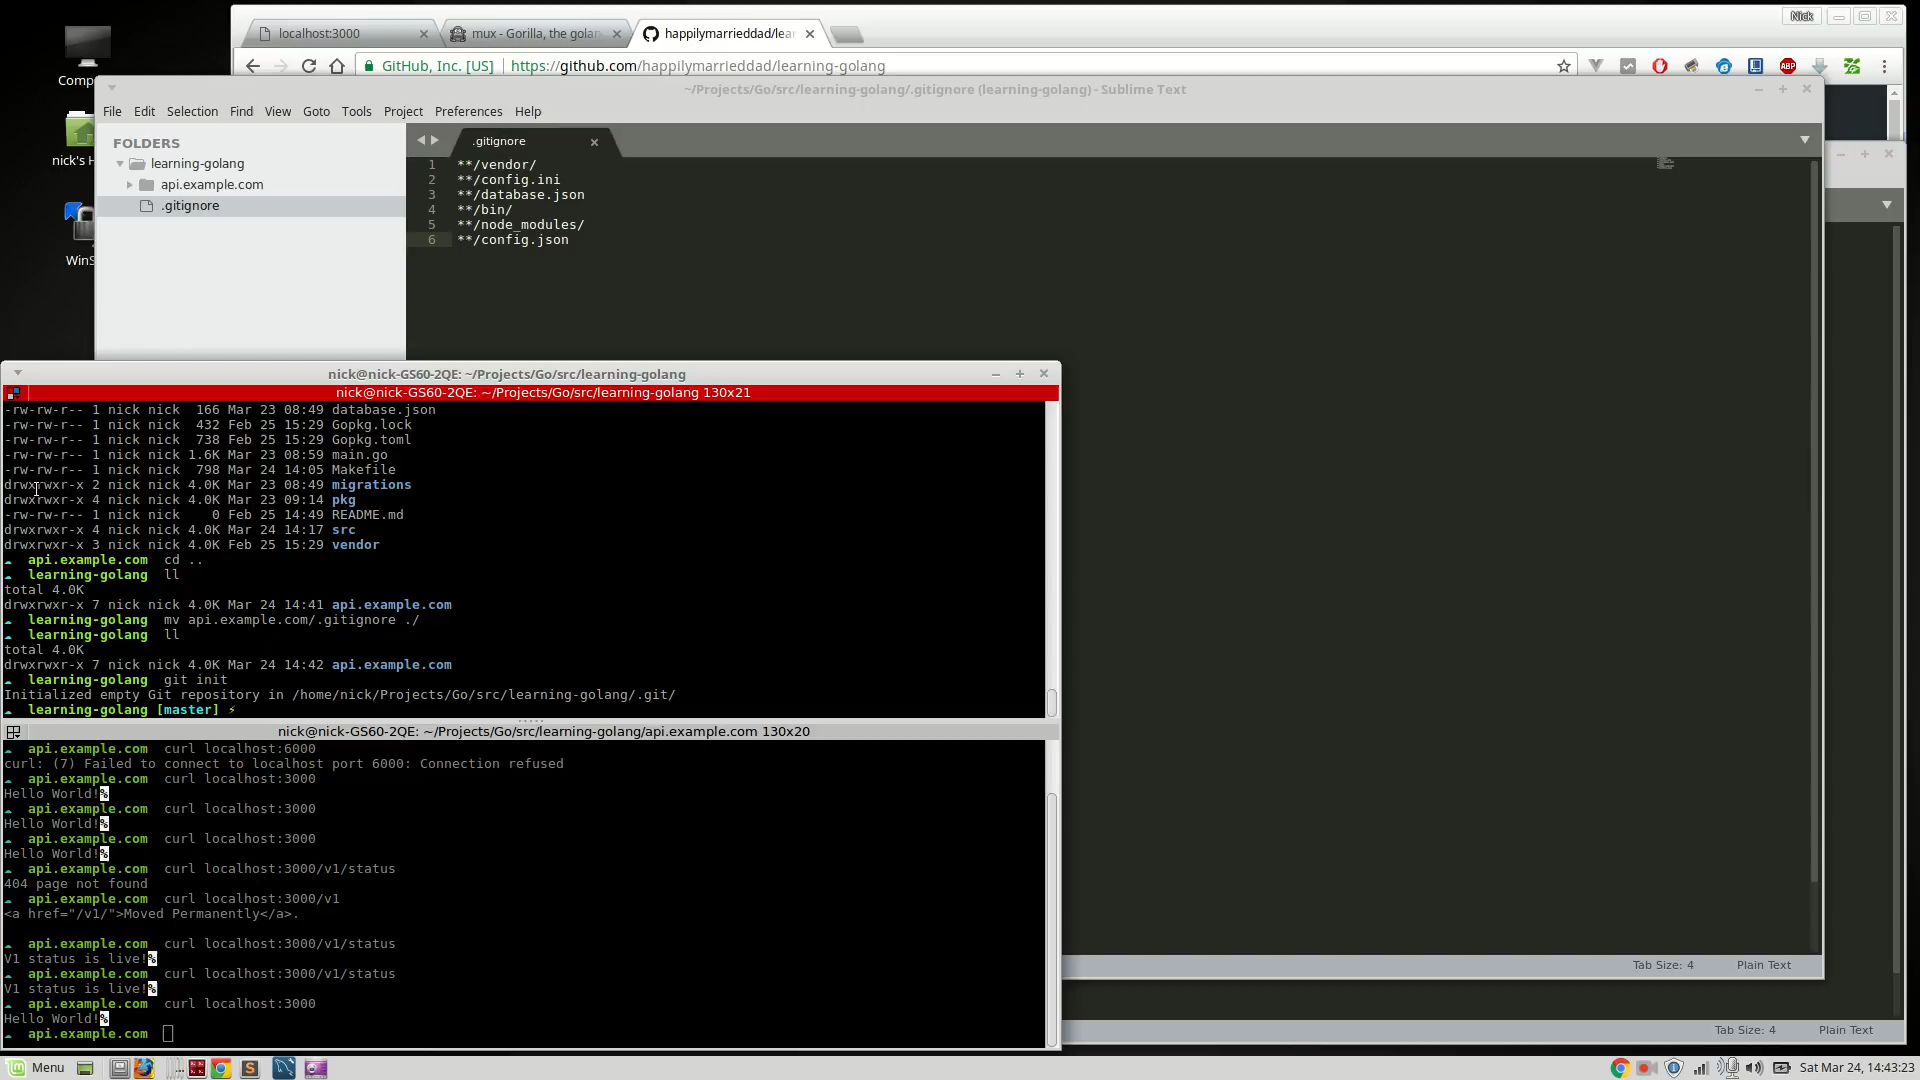 Nick
localhost:3000
mux - Gorilla, the golan
happilymarrieddad/lear
GitHub, Inc. [US]
https://github.com/happilymarrieddad/learning-golang
ABP
~/Projects/Go/src/learning-golang/.gitignore (learning-golang) - Sublime Text
File Edit Selection Find View Goto Tools Project Preferences Help
FOLDERS
learning-golang
api.example.com
.gitignore
.gitignore
1 **/vendor/
2 **/config.ini
3 **/database.json
4 **/bin/
5 **/node_modules/
6 **/config.json
Tab Size: 4 Plain Text
Tab Size: 4 Plain Text
Comp
nick's H
WinS
nick@nick-GS60-2QE: ~/Projects/Go/src/learning-golang
nick@nick-GS60-2QE: ~/Projects/Go/src/learning-golang 130x21
-rw-rw-r-- 1 nick nick  166 Mar 23 08:49 database.json
-rw-rw-r-- 1 nick nick  432 Feb 25 15:29 Gopkg.lock
-rw-rw-r-- 1 nick nick  738 Feb 25 15:29 Gopkg.toml
-rw-rw-r-- 1 nick nick 1.6K Mar 23 08:59 main.go
-rw-rw-r-- 1 nick nick  798 Mar 24 14:05 Makefile
drwxrwxr-x 2 nick nick 4.0K Mar 23 08:49 migrations
drwxrwxr-x 4 nick nick 4.0K Mar 23 09:14 pkg
-rw-rw-r-- 1 nick nick    0 Feb 25 14:49 README.md
drwxrwxr-x 4 nick nick 4.0K Mar 24 14:17 src
drwxrwxr-x 3 nick nick 4.0K Feb 25 15:29 vendor
api.example.com cd ..
learning-golang ll
total 4.0K
drwxrwxr-x 7 nick nick 4.0K Mar 24 14:41 api.example.com
learning-golang mv api.example.com/.gitignore ./
learning-golang ll
total 4.0K
drwxrwxr-x 7 nick nick 4.0K Mar 24 14:42 api.example.com
learning-golang git init
Initialized empty Git repository in /home/nick/Projects/Go/src/learning-golang/.git/
learning-golang [master] ⚡
nick@nick-GS60-2QE: ~/Projects/Go/src/learning-golang/api.example.com 130x20
api.example.com curl localhost:6000
curl: (7) Failed to connect to localhost port 6000: Connection refused
api.example.com curl localhost:3000
Hello World!%
api.example.com curl localhost:3000
Hello World!%
api.example.com curl localhost:3000
Hello World!%
api.example.com curl localhost:3000/v1/status
404 page not found
api.example.com curl localhost:3000/v1
<a href="/v1/">Moved Permanently</a>.
api.example.com curl localhost:3000/v1/status
V1 status is live!%
api.example.com curl localhost:3000/v1/status
V1 status is live!%
api.example.com curl localhost:3000
Hello World!%
api.example.com
Menu
Sat Mar 24, 14:43:23